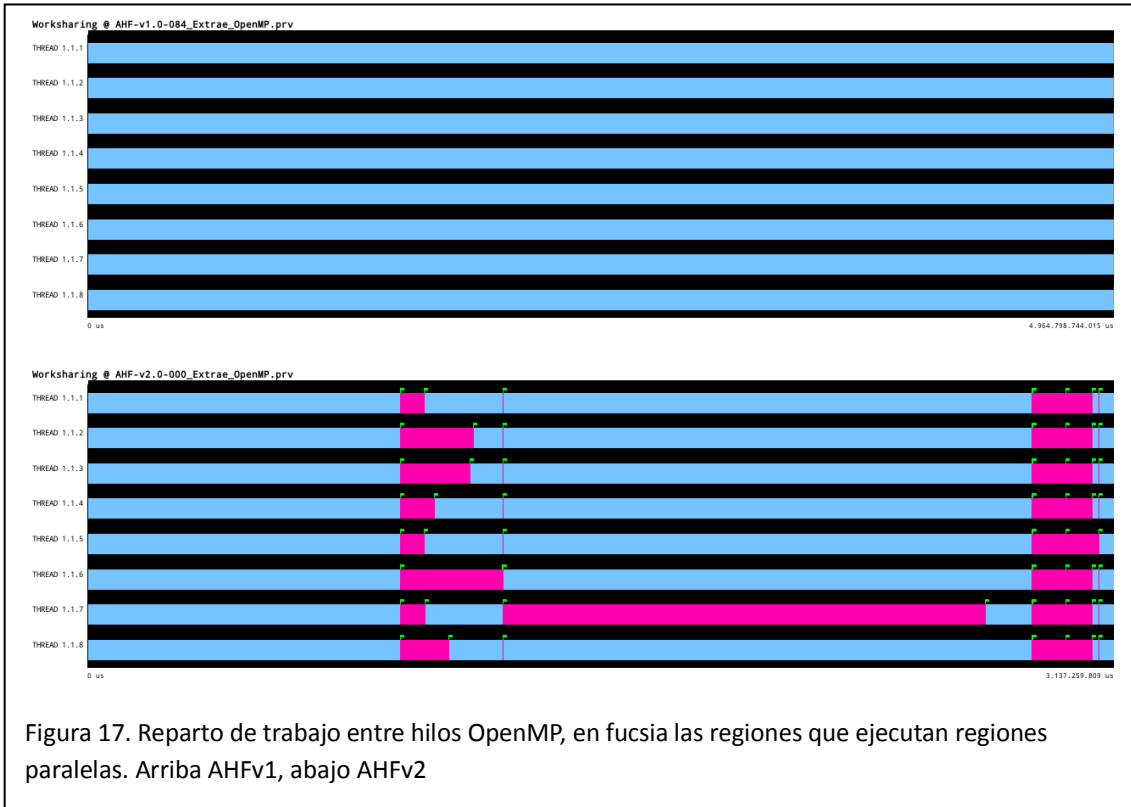 Worksharing @ AHF-v1.0-084_Extrae_OpenMP.prv
THREAD 1.1.1
THREAD 1.1.2
THREAD 1.1.3
THREAD 1.1.4
THREAD 1.1.5
THREAD 1.1.6
THREAD 1.1.7
THREAD 1.1.8
0 us 4.964.798.744.015 us
Worksharing @ AHF-v2.0-000_Extrae_OpenMP.prv
THREAD 1.1.1
THREAD 1.1.2
THREAD 1.1.3
THREAD 1.1.4
THREAD 1.1.5
THREAD 1.1.6
THREAD 1.1.7
THREAD 1.1.8
0 us 3.137.259.809 us
Figura 17. Reparto de trabajo entre hilos OpenMP, en fucsia las regiones que ejecutan regiones
paralelas. Arriba AHFv1, abajo AHFv2